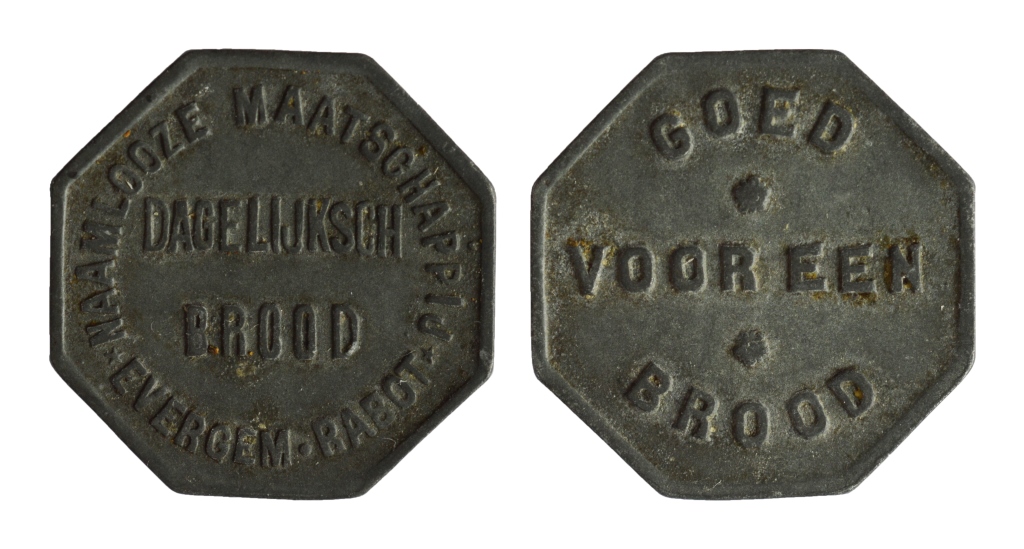 NAAMLOOZE MAATSCHAPPIJ
DAGELIJKSCH
BROOD
· EVERGEM · RABOT ·
GOED
VOOR EEN
BROOD